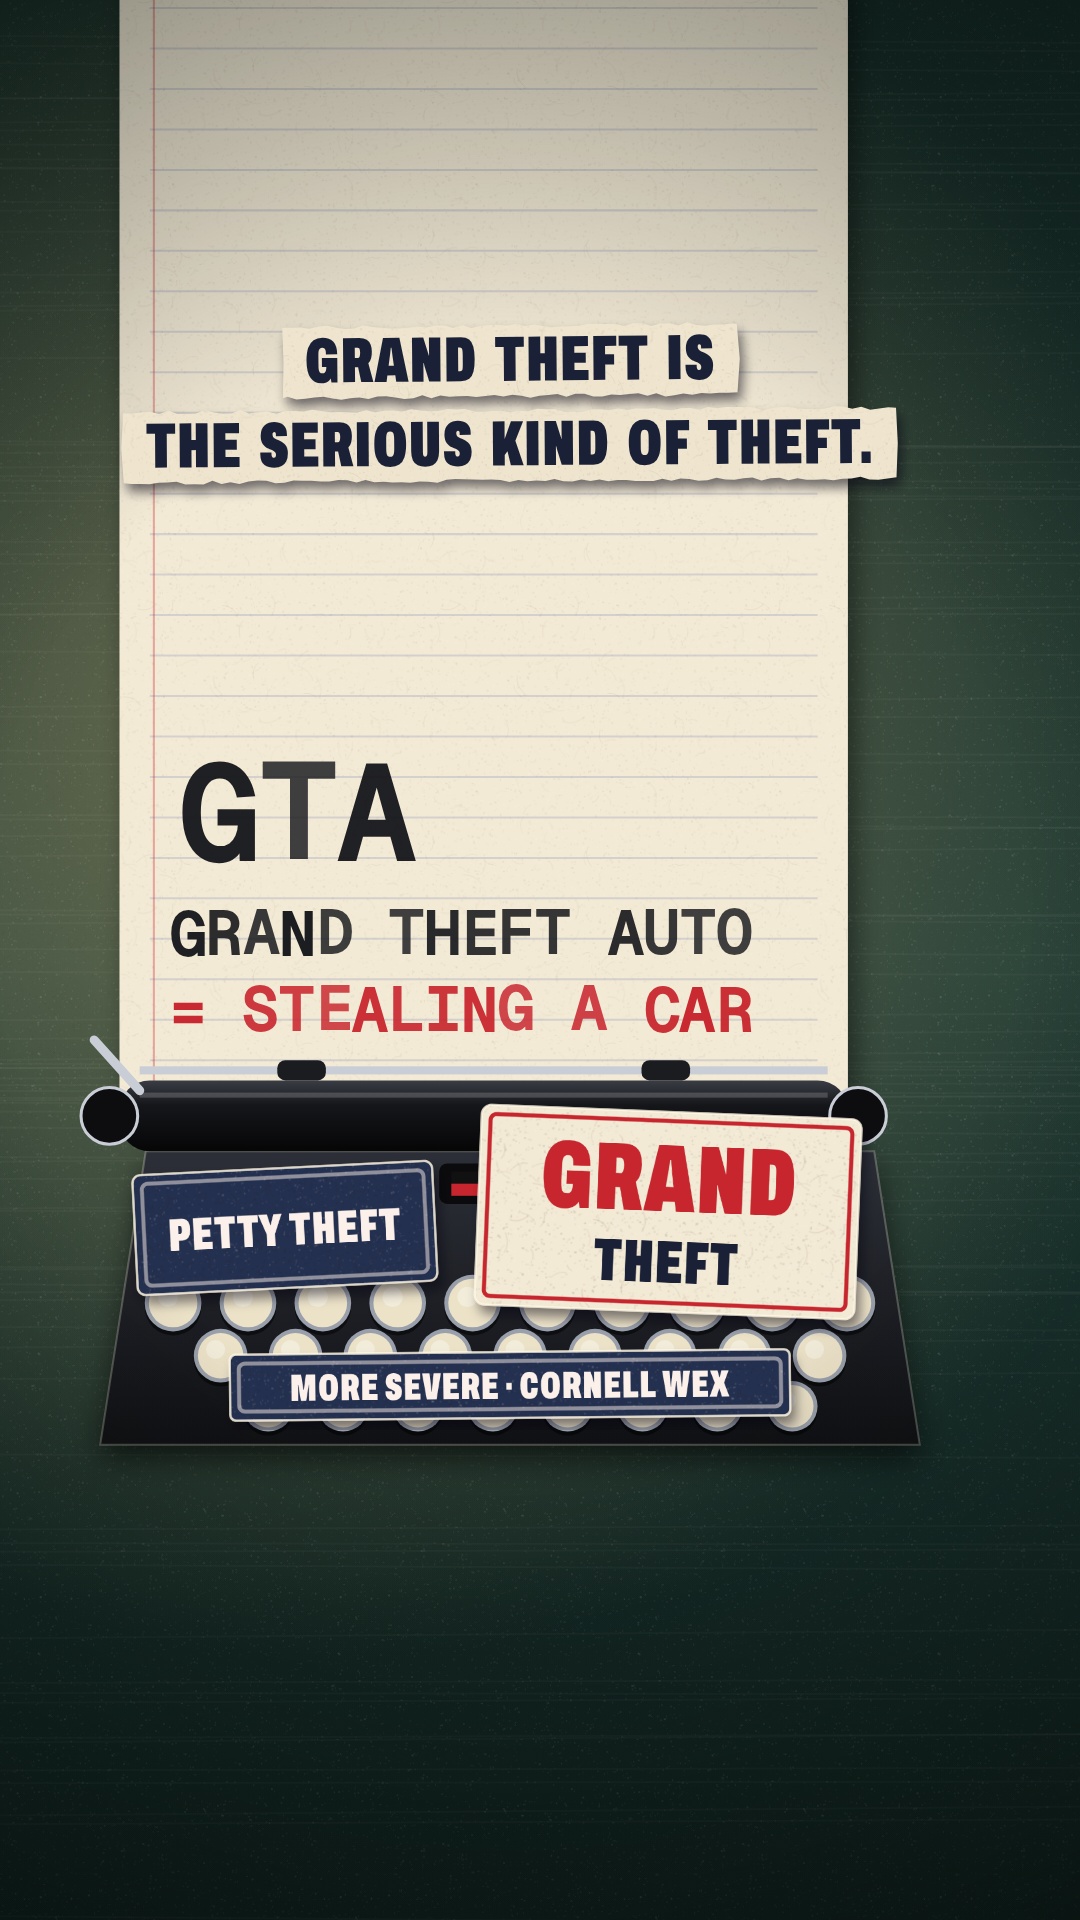 GRAND THEFT IS
THE SERIOUS KIND OF THEFT.
GTA
GRAND THEFT AUTO
= STEALING A CAR
PETTY THEFT
GRAND
THEFT
MORE SEVERE · CORNELL WEX